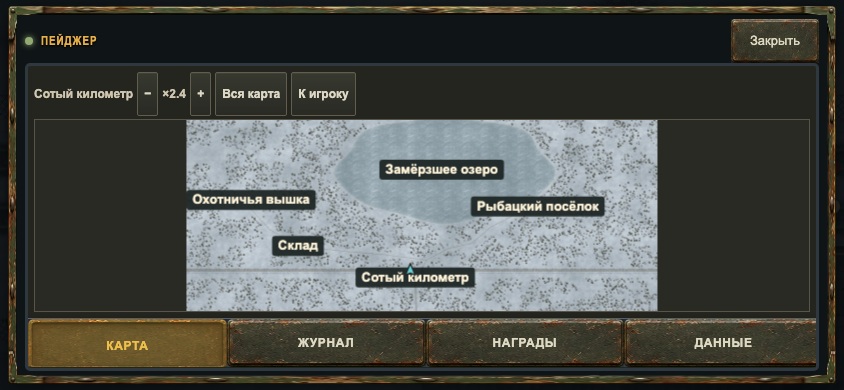 ПЕЙДЖЕР
Закрыть
Сотый километр − ×2.4 + Вся карта К игроку
Замёрзшее озеро
Охотничья вышка
Рыбацкий посёлок
Склад
Сотый километр
КАРТА ЖУРНАЛ НАГРАДЫ ДАННЫЕ